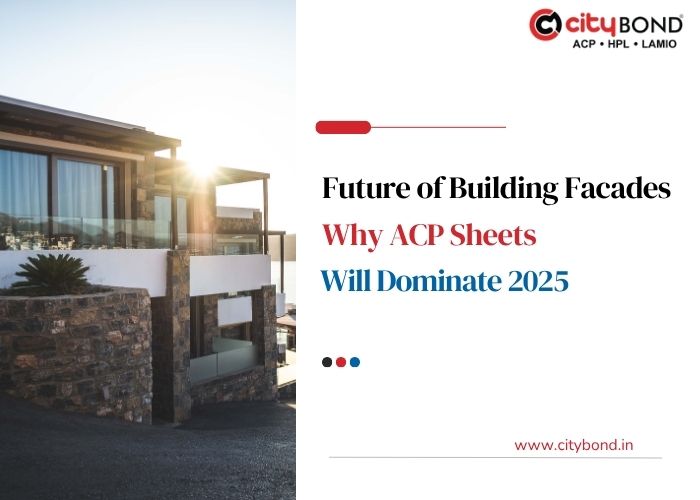 cityBOND®
ACP • HPL • LAMIO
Future of Building Facades
Why ACP Sheets
Will Dominate 2025
www.citybond.in